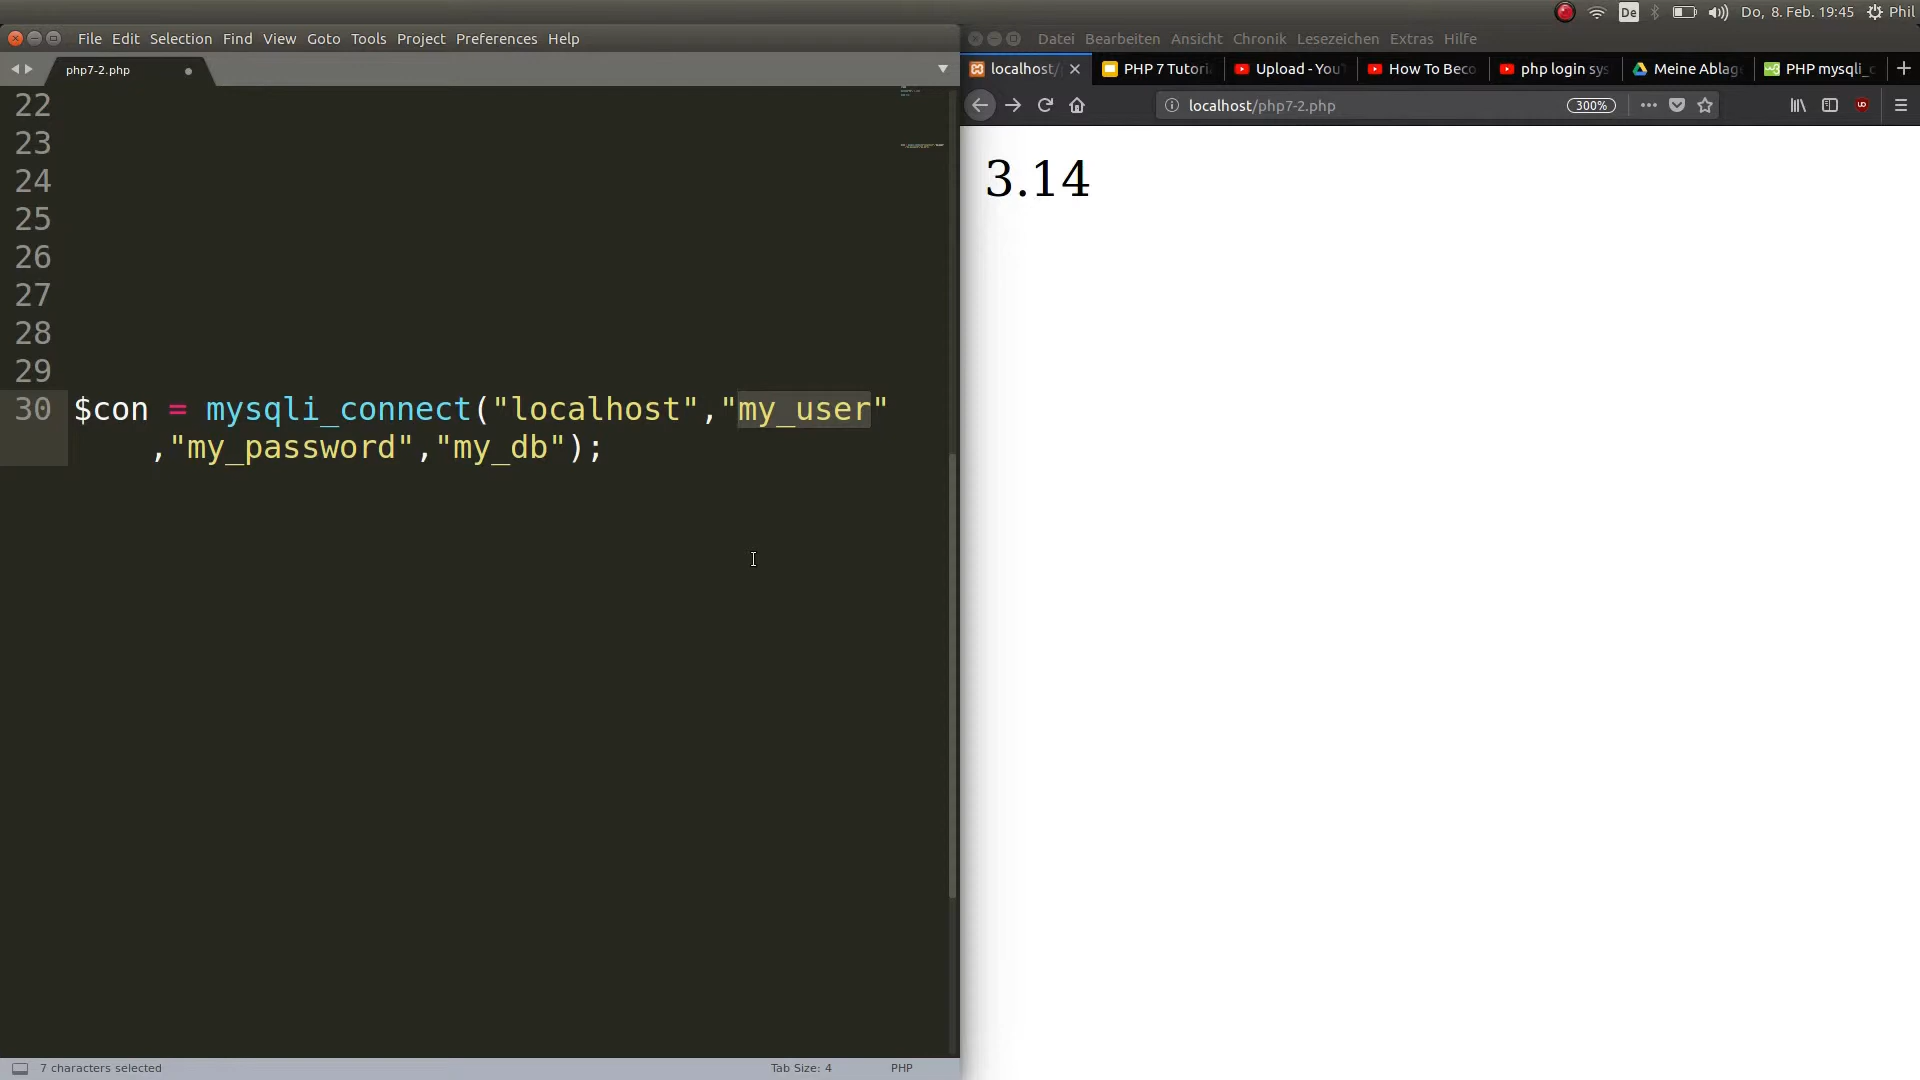 De
Do, 8. Feb. 19:45
Phil
File Edit Selection Find View Goto Tools Project Preferences Help
Datei Bearbeiten Ansicht Chronik Lesezeichen Extras Hilfe
php7-2.php
localhost/
PHP 7 Tutori
Upload - You
How To Beco
php login sys
Meine Ablag
PHP mysqli_c
localhost/php7-2.php
300%
3.14
22
23
24
25
26
27
28
29
30 $con = mysqli_connect("localhost","my_user"
,"my_password","my_db");
7 characters selected
Tab Size: 4
PHP